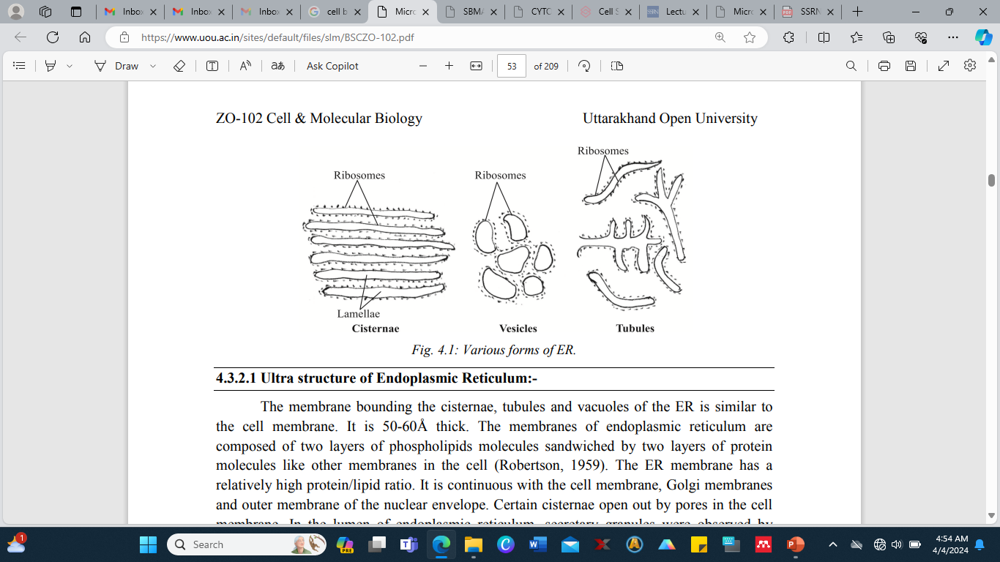 Inbox
Inbox
Inbox
cell b
Micro
SBMA
CYTC
Cell S
Lectu
Micro
SSRN
https://www.uou.ac.in/sites/default/files/slm/BSCZO-102.pdf
Draw
Ask Copilot
53 of 209
ZO-102 Cell & Molecular Biology Uttarakhand Open University
Ribosomes
Ribosomes
Ribosomes
Lamellae
Cisternae Vesicles Tubules
Fig. 4.1: Various forms of ER.
4.3.2.1 Ultra structure of Endoplasmic Reticulum:-
The membrane bounding the cisternae, tubules and vacuoles of the ER is similar to
the cell membrane. It is 50-60Å thick. The membranes of endoplasmic reticulum are
composed of two layers of phospholipids molecules sandwiched by two layers of protein
molecules like other membranes in the cell (Robertson, 1959). The ER membrane has a
relatively high protein/lipid ratio. It is continuous with the cell membrane, Golgi membranes
and outer membrane of the nuclear envelope. Certain cisternae open out by pores in the cell
membrane. In the lumen of endoplasmic reticulum, secretary granules were observed by
1
Search
PRE
4:54 AM
4/4/2024